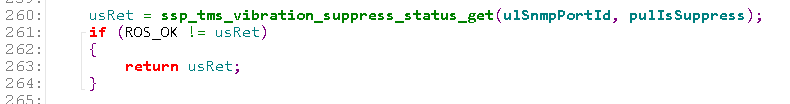 260:    usRet = ssp_tms_vibration_suppress_status_get(ulSnmpPortId, pulIsSuppress);
261:    if (ROS_OK != usRet)
262:    {
263:        return usRet;
264:    }
265: